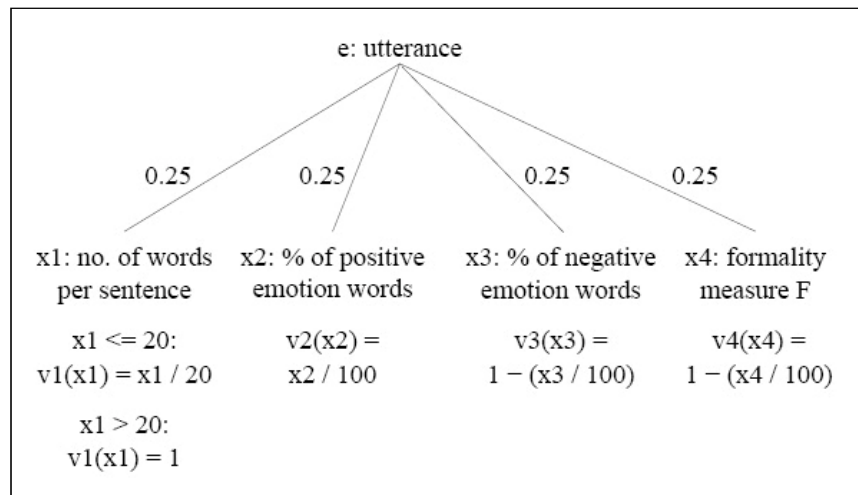 e: utterance
0.25 0.25 0.25 0.25
x1: no. of words x2: % of positive x3: % of negative x4: formality
per sentence emotion words emotion words measure F
x1 <= 20: v2(x2) = v3(x3) = v4(x4) =
v1(x1) = x1 / 20 x2 / 100 1 − (x3 / 100) 1 − (x4 / 100)
x1 > 20:
v1(x1) = 1